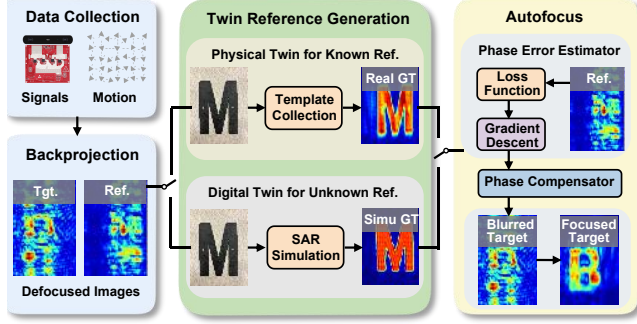 Data Collection
Signals
Motion
Backprojection
Tgt.
Ref.
Defocused Images
Twin Reference Generation
Physical Twin for Known Ref.
M
Template
Collection
Real GT
M
Digital Twin for Unknown Ref.
M
SAR
Simulation
Simu GT
M
Autofocus
Phase Error Estimator
Loss
Function
Ref.
Gradient
Descent
Phase Compensator
Blurred
Target
Focused
Target
B